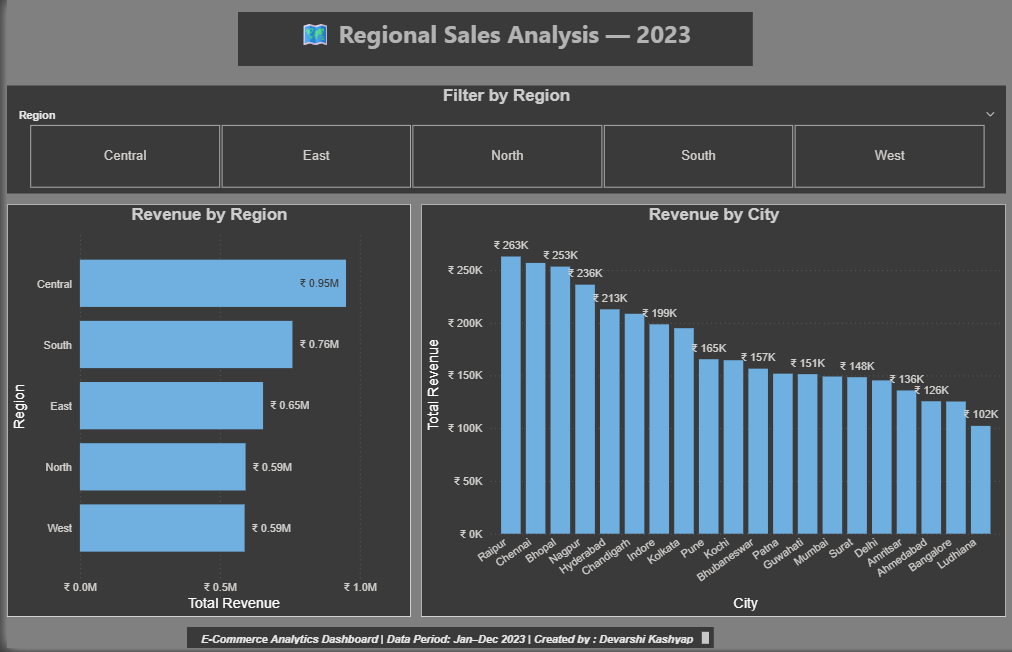 Regional Sales Analysis — 2023
Filter by Region
Region
Central
East
North
South
West
Revenue by Region
Region
Central
₹ 0.95M
South
₹ 0.76M
East
₹ 0.65M
North
₹ 0.59M
West
₹ 0.59M
₹ 0.0M
₹ 0.5M
₹ 1.0M
Total Revenue
Revenue by City
Total Revenue
₹ 250K
₹ 200K
₹ 150K
₹ 100K
₹ 50K
₹ 0K
₹ 263K
₹ 253K
₹ 236K
₹ 213K
₹ 199K
₹ 165K
₹ 157K
₹ 151K
₹ 148K
₹ 136K
₹ 126K
₹ 102K
Raipur
Chennai
Bhopal
Nagpur
Hyderabad
Chandigarh
Indore
Kolkata
Pune
Kochi
Bhubaneswar
Patna
Guwahati
Mumbai
Surat
Delhi
Amritsar
Ahmedabad
Bangalore
Ludhiana
City
E-Commerce Analytics Dashboard | Data Period: Jan–Dec 2023 | Created by : Devarshi Kashyap